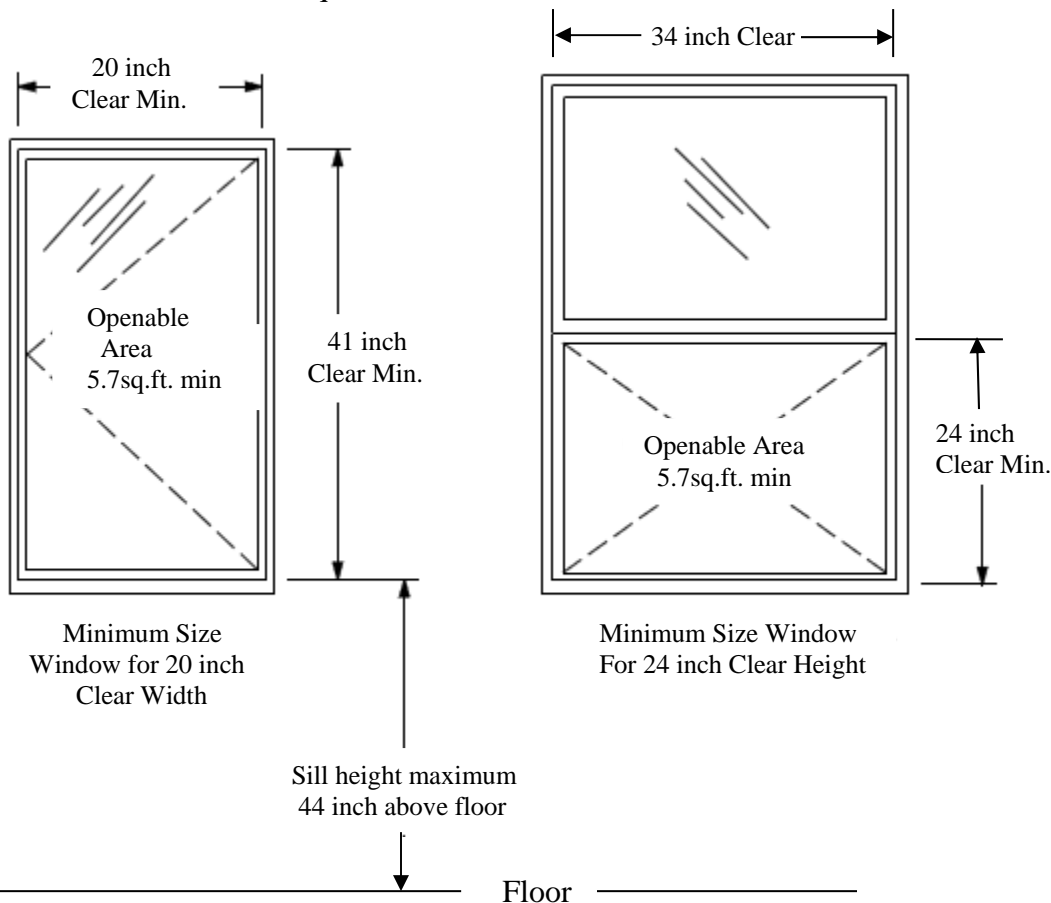 34 inch Clear
20 inch
Clear Min.
Openable
Area
5.7sq.ft. min
41 inch
Clear Min.
Openable Area
5.7sq.ft. min
24 inch
Clear Min.
Minimum Size
Window for 20 inch
Clear Width
Minimum Size Window
For 24 inch Clear Height
Sill height maximum
44 inch above floor
Floor